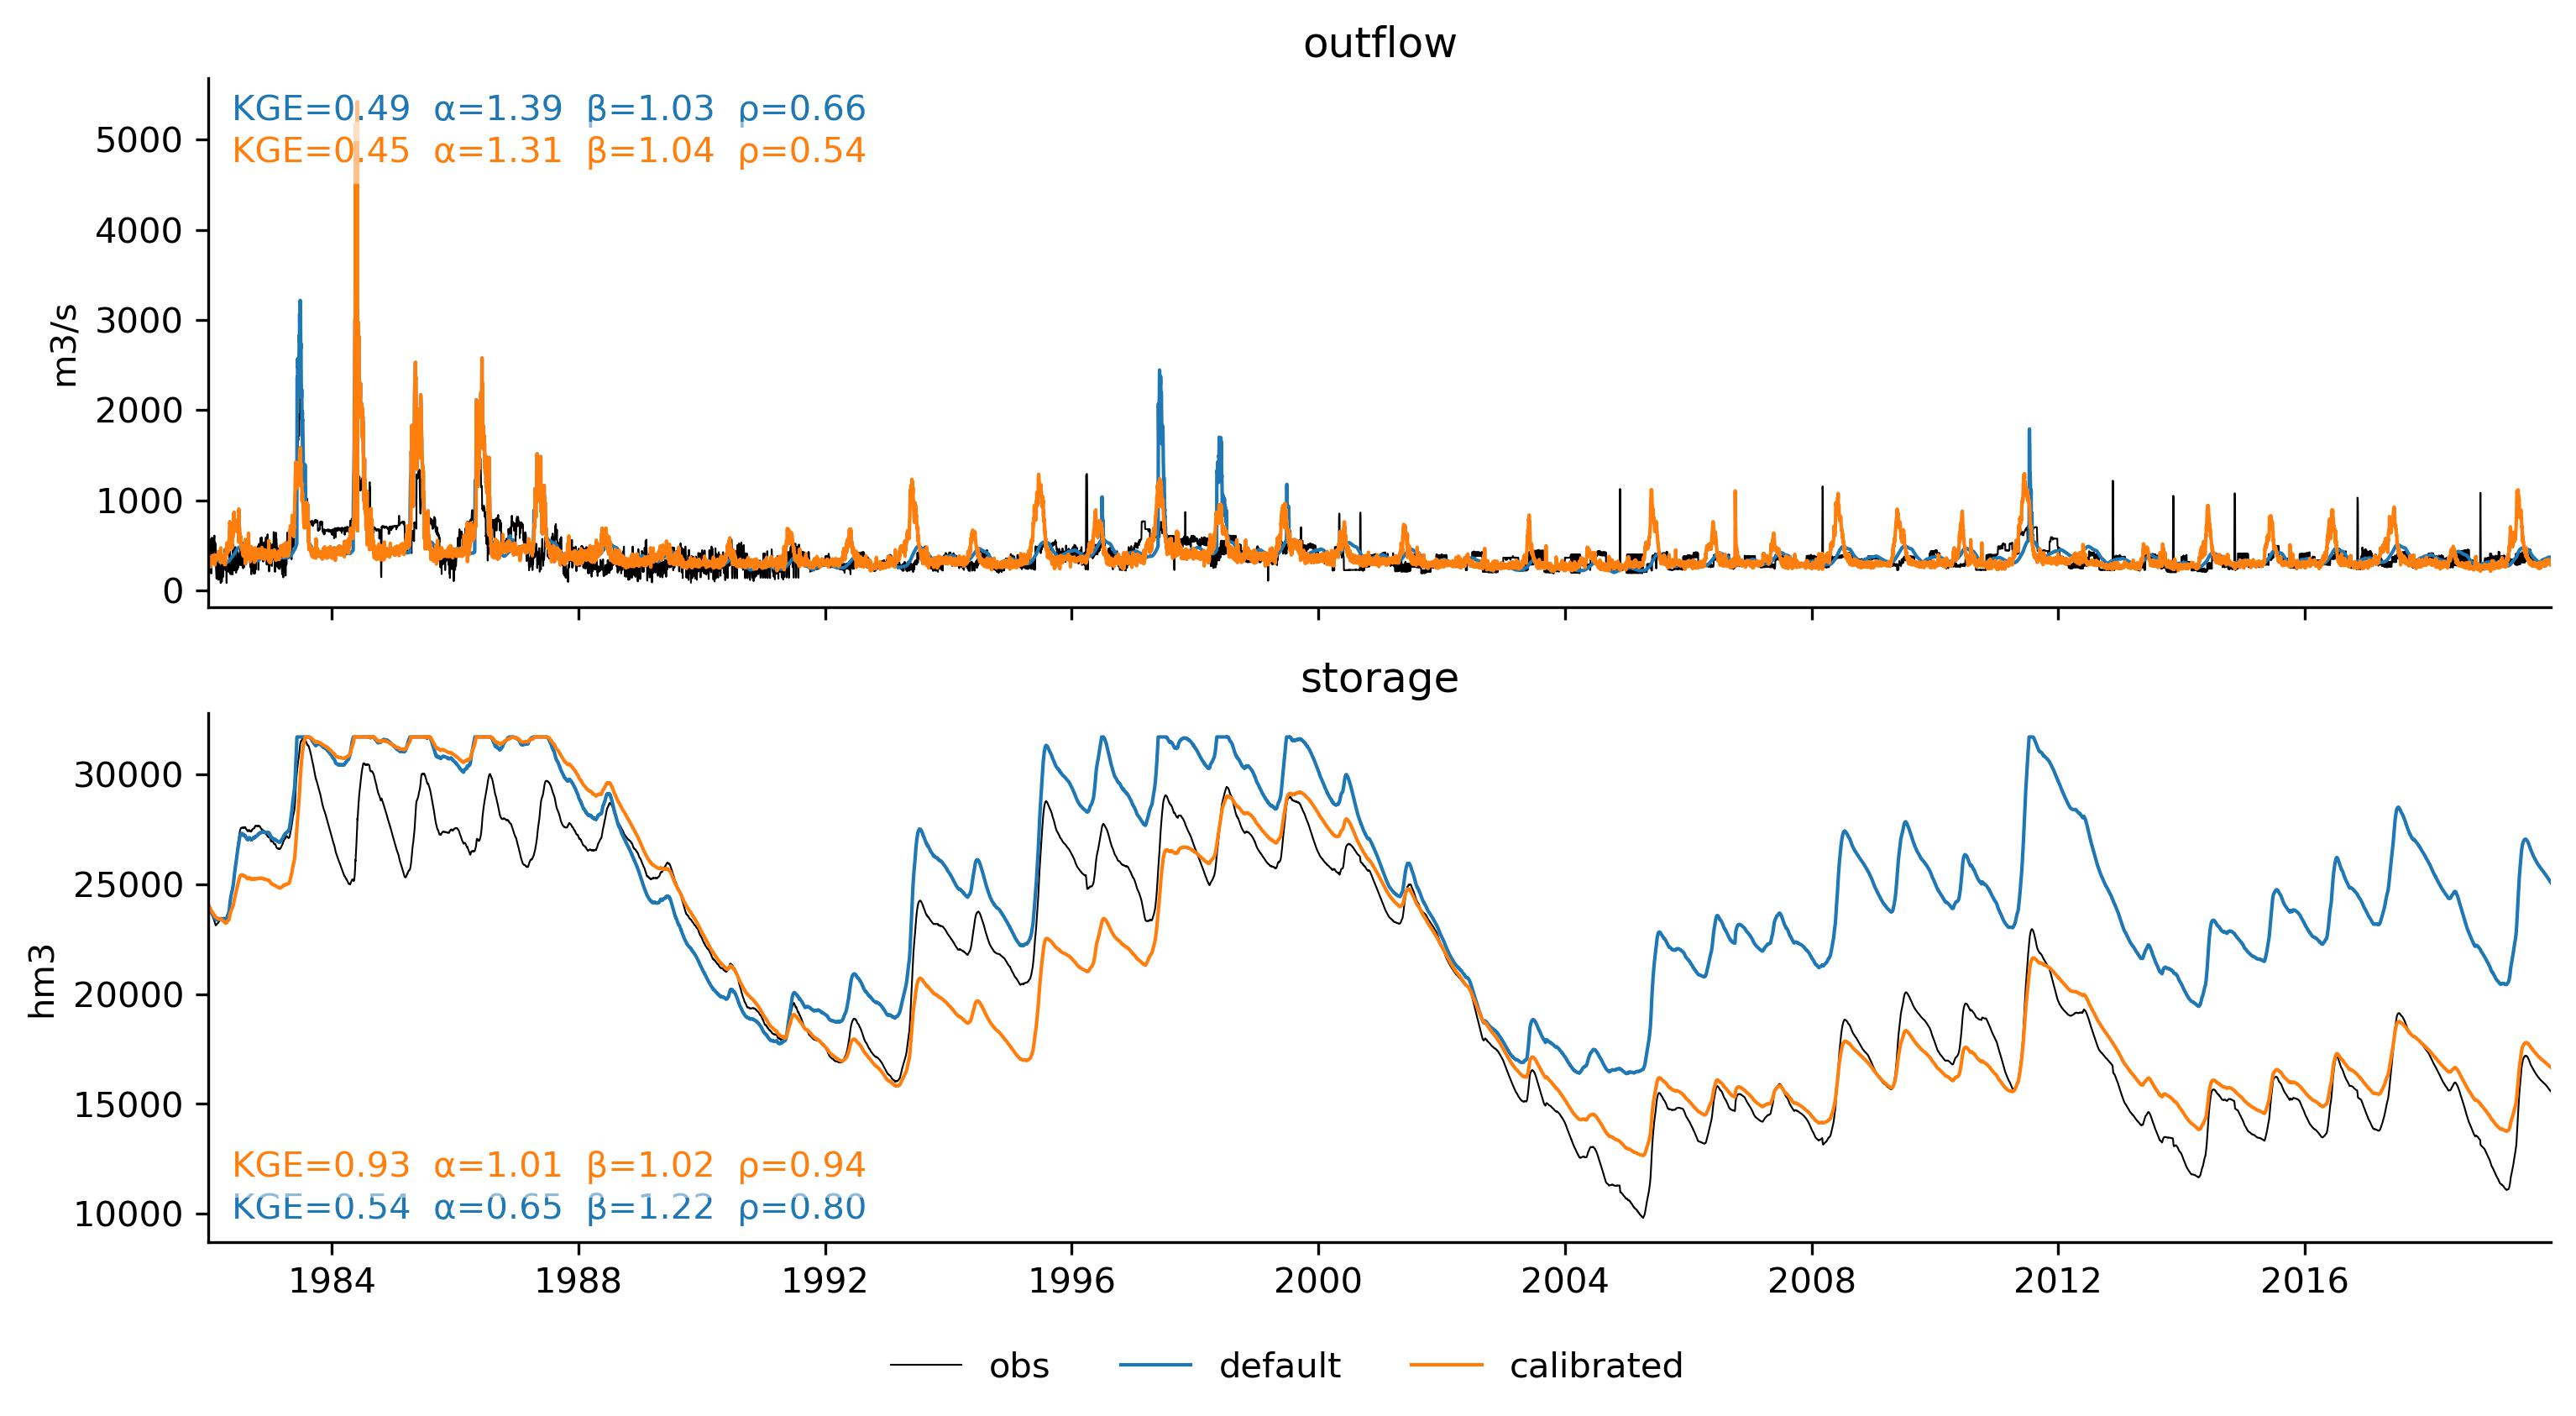 outflow
KGE=0.49 α=1.39 β=1.03 ρ=0.66
KGE=0.45 α=1.31 β=1.04 ρ=0.54
5000
4000
3000
2000
1000
0
m3/s
storage
30000
25000
20000
15000
10000
hm3
KGE=0.93 α=1.01 β=1.02 ρ=0.94
KGE=0.54 α=0.65 β=1.22 ρ=0.80
1984 1988 1992 1996 2000 2004 2008 2012 2016
obs default calibrated